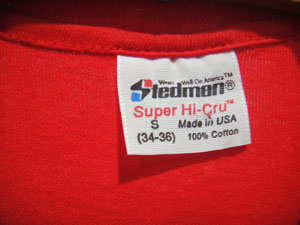 Wears Well On America™
Stedman®
Super Hi-Cru™
S Made in USA
(34-36) 100% Cotton